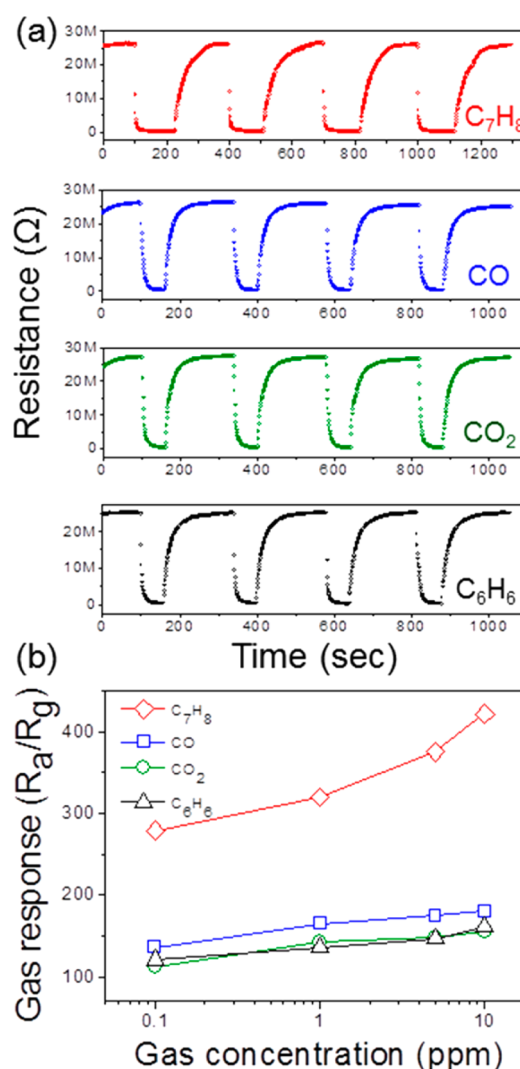 (a)
Resistance (Ω)
30M
20M
10M
0
0 200 400 600 800 1000 1200
C₇H₈
30M
20M
10M
0
0 200 400 600 800 1000
CO
30M
20M
10M
0
0 200 400 600 800 1000
CO₂
20M
10M
0
0 200 400 600 800 1000
C₆H₆
Time (sec)
(b)
Gas response (Rₐ/R_g)
400
300
200
100
C₇H₈
CO
CO₂
C₆H₆
0.1 1 10
Gas concentration (ppm)